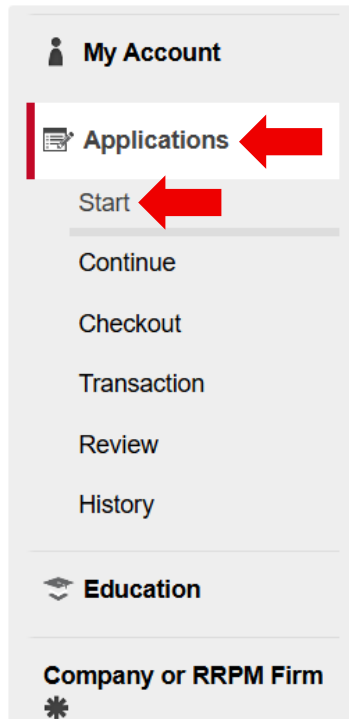 My Account
Applications
Start
Continue
Checkout
Transaction
Review
History
Education
Company or RRPM Firm